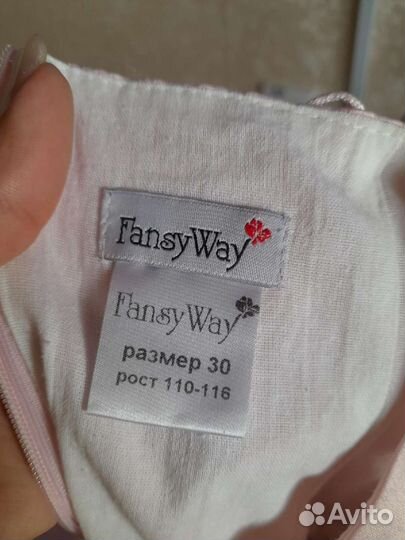 FansyWay
FansyWay
размер 30
рост 110-116
Avito